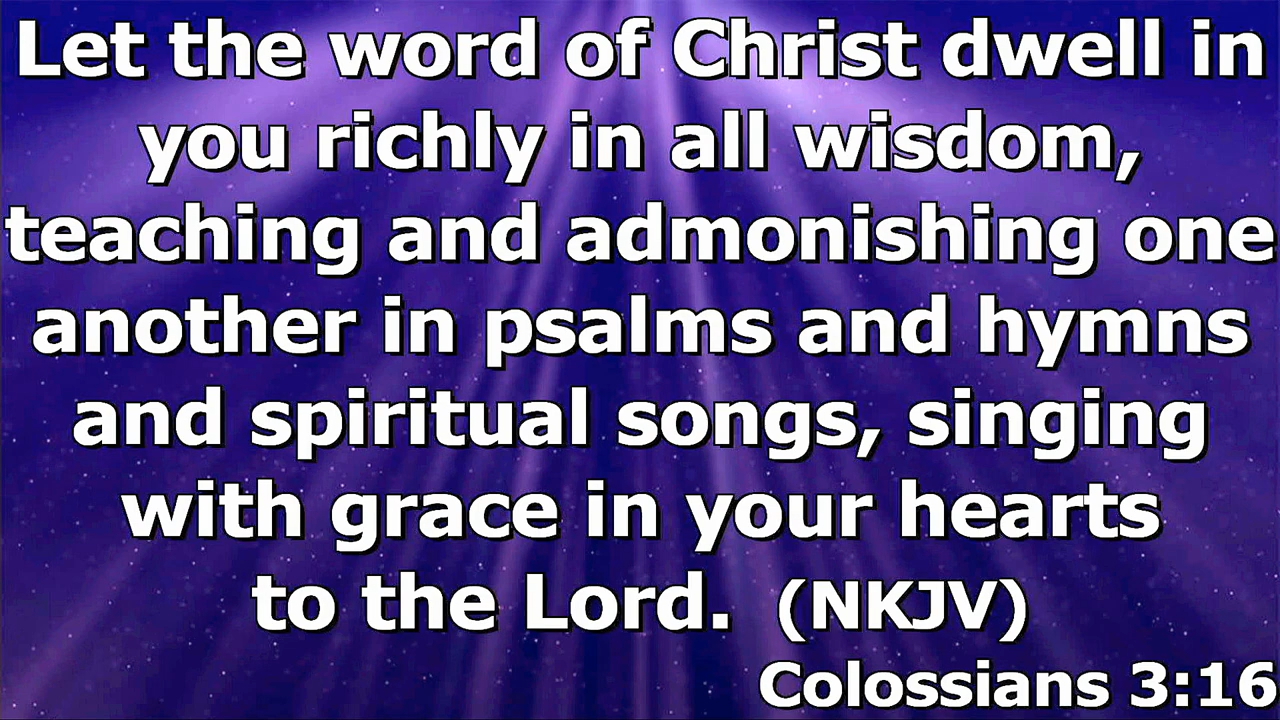 Let the word of Christ dwell in
you richly in all wisdom,
teaching and admonishing one
another in psalms and hymns
and spiritual songs, singing
with grace in your hearts
to the Lord. (NKJV)
Colossians 3:16